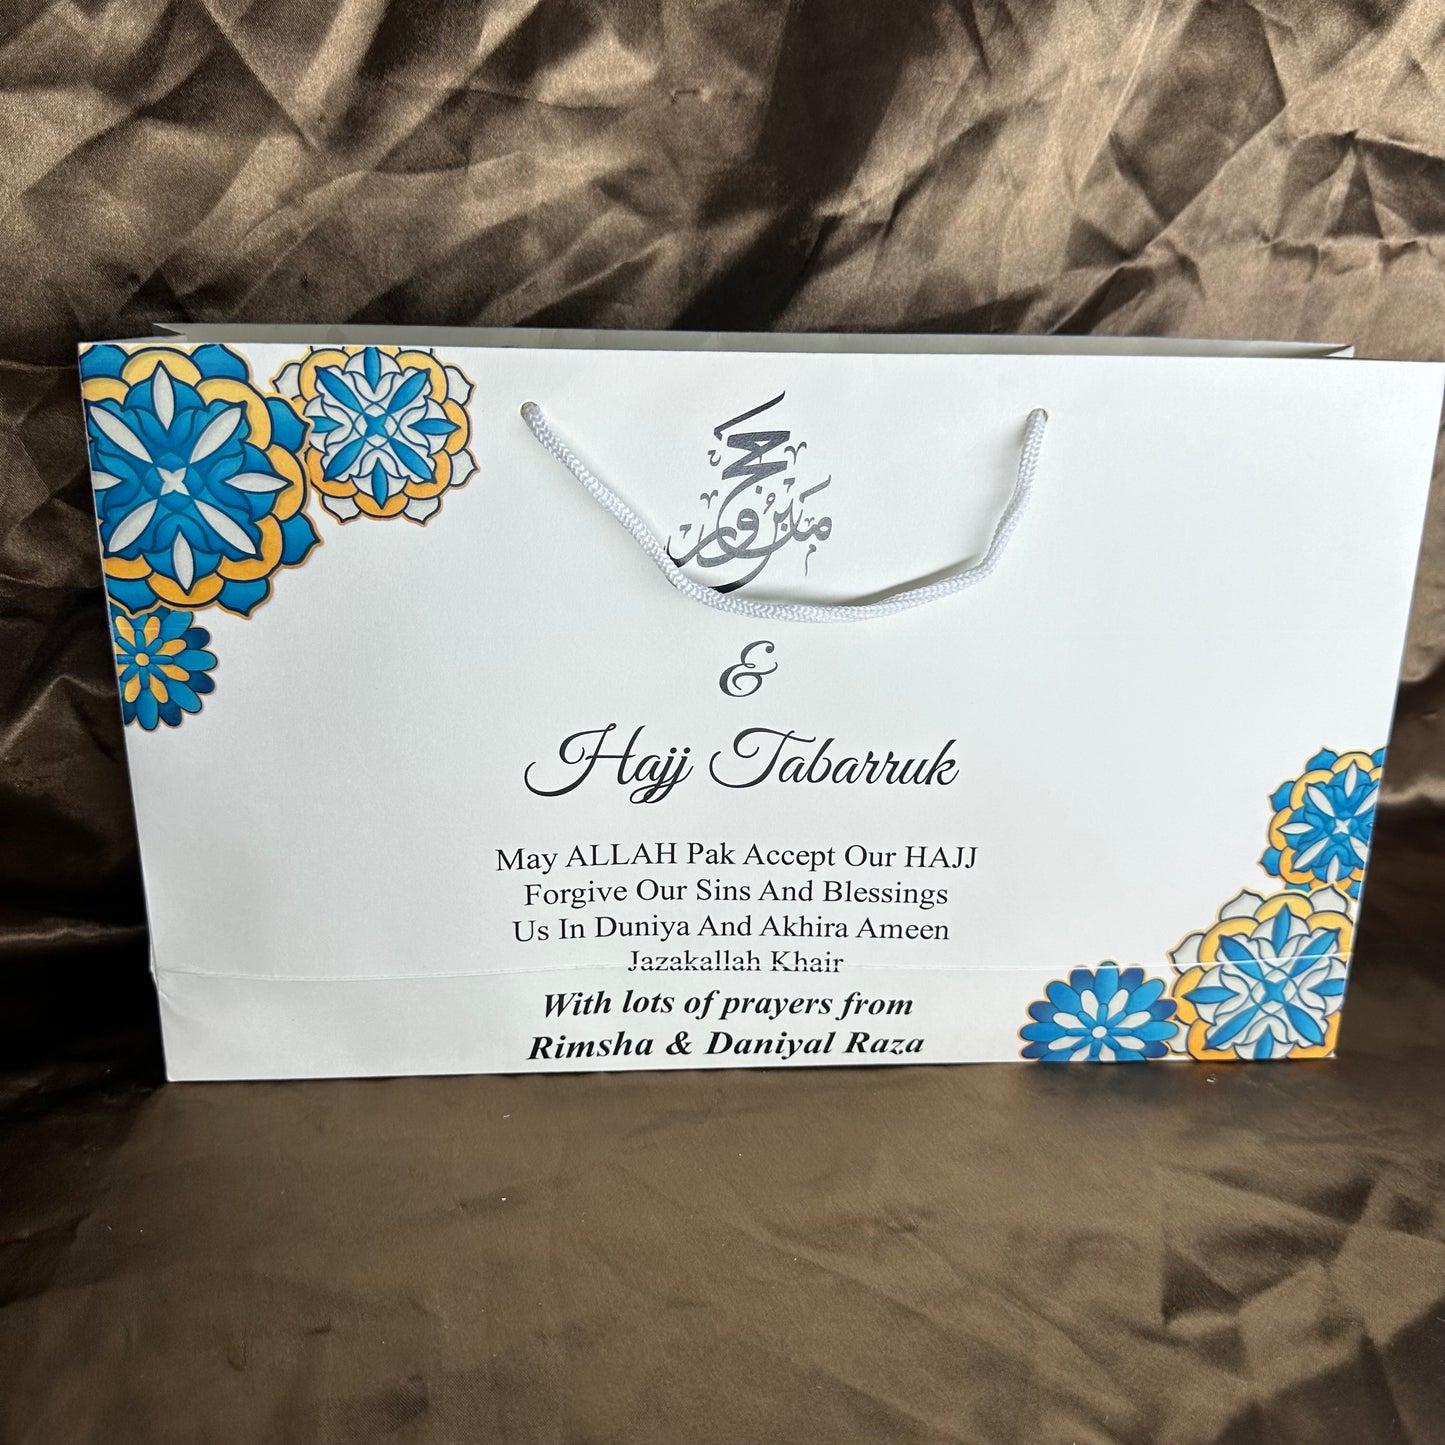 حج
مبرور
&
Hajj Tabarruk
May ALLAH Pak Accept Our HAJJ
Forgive Our Sins And Blessings
Us In Duniya And Akhira Ameen
Jazakallah Khair
With lots of prayers from
Rimsha & Daniyal Raza